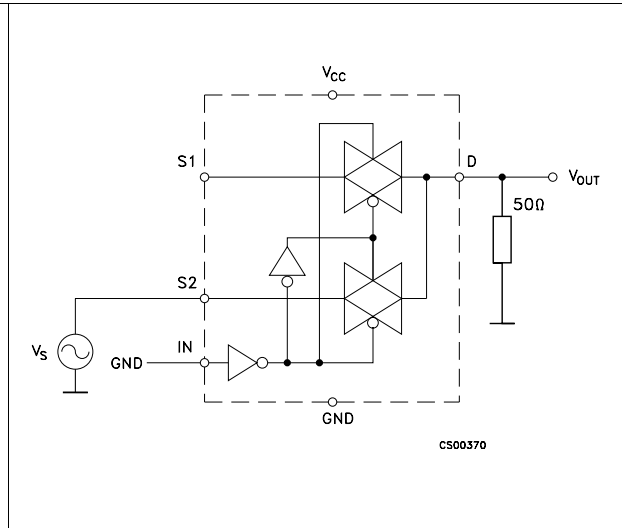 VCC
S1
D
VOUT
50Ω
S2
VS
IN
GND
GND
CS00370